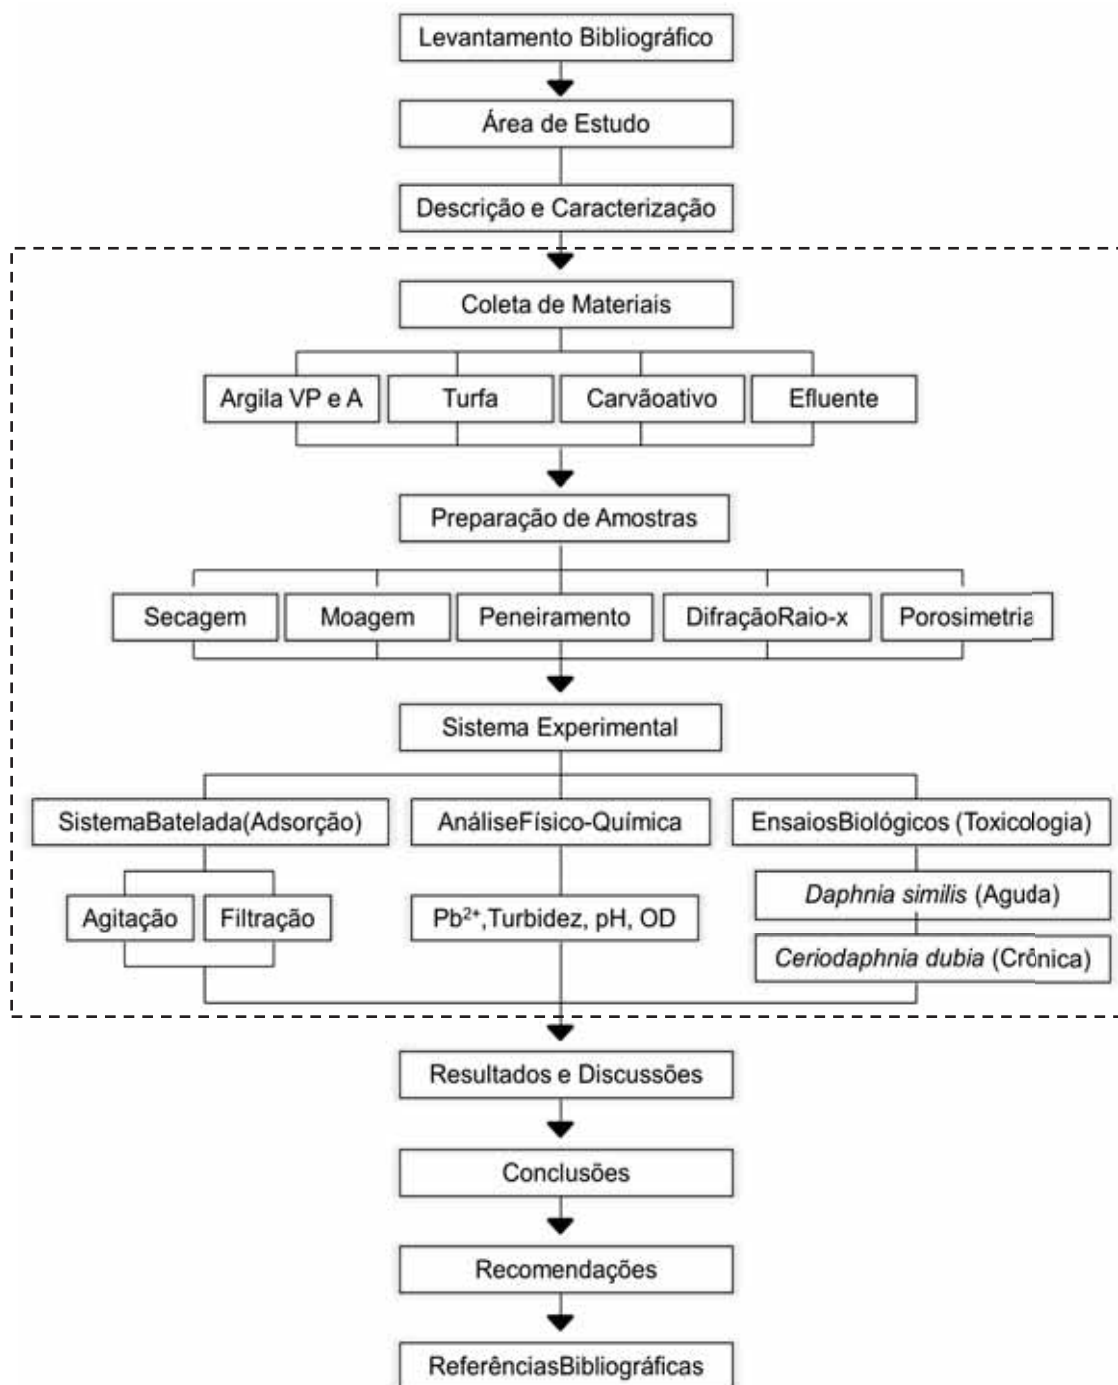 Levantamento Bibliográfico
Área de Estudo
Descrição e Caracterização
Coleta de Materiais
Argila VP e A
Turfa
Carvãoativo
Efluente
Preparação de Amostras
Secagem
Moagem
Peneiramento
DifraçãoRaio-x
Porosimetria
Sistema Experimental
SistemaBatelada(Adsorção)
AnáliseFísico-Química
EnsaiosBiológicos (Toxicologia)
Agitação
Filtração
Pb²⁺,Turbidez, pH, OD
Daphnia similis (Aguda)
Ceriodaphnia dubia (Crônica)
Resultados e Discussões
Conclusões
Recomendações
ReferênciasBibliográficas